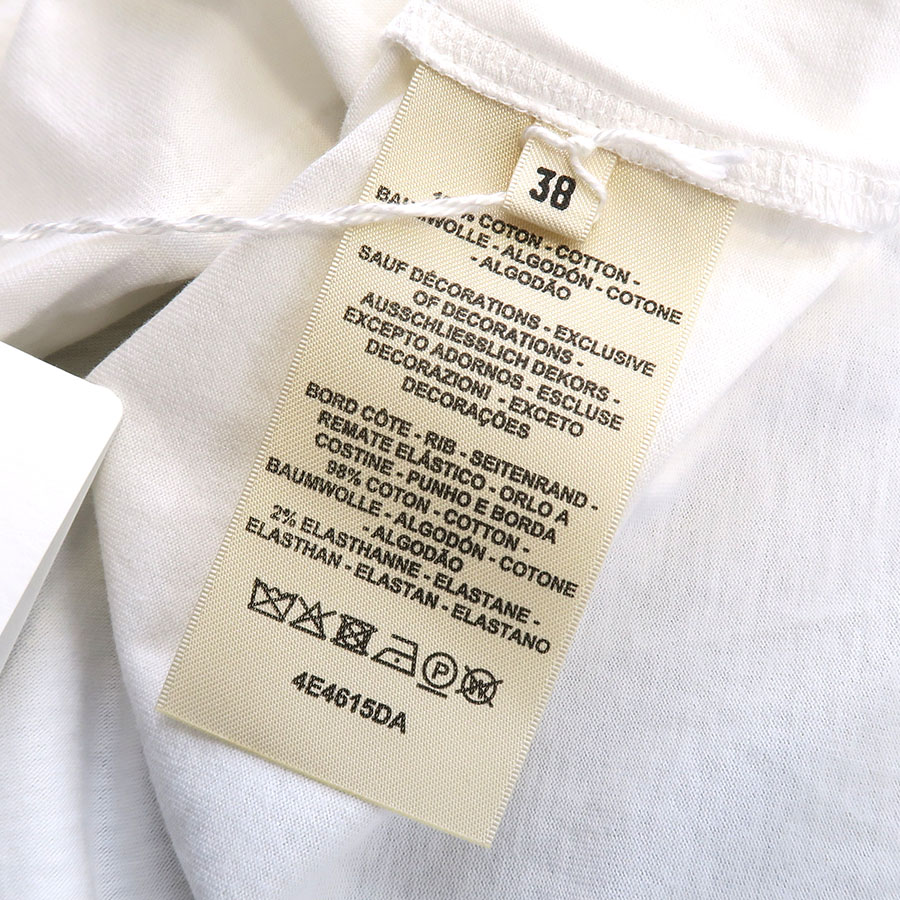 38
COTON - COTTON -
BAUMWOLLE - ALGODÓN - COTONE
- ALGODÃO
SAUF DÉCORATIONS - EXCLUSIVE
OF DECORATIONS -
AUSSCHLIESSLICH DEKORS -
EXCEPTO ADORNOS - ESCLUSE
DECORAZIONI - EXCETO
DECORAÇÕES
BORD CÔTE - RIB - SEITENRAND -
REMATE ELÁSTICO - ORLO A
COSTINE - PUNHO E BORDA
98% COTON - COTTON -
BAUMWOLLE - ALGODÓN - COTONE
- ALGODÃO
2% ELASTHANNE - ELASTANE -
ELASTHAN - ELASTAN - ELASTANO
P W
4E4615DA